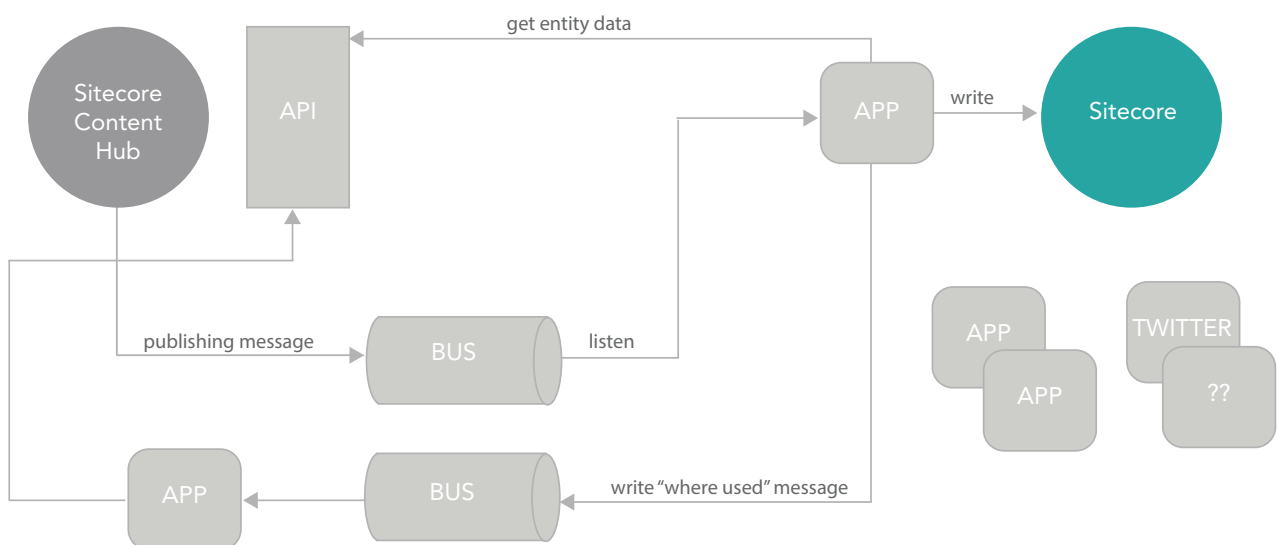 get entity data
Sitecore
Content
Hub
API
APP
write
Sitecore
publishing message
BUS
listen
APP
APP
TWITTER
??
APP
BUS
write “where used” message